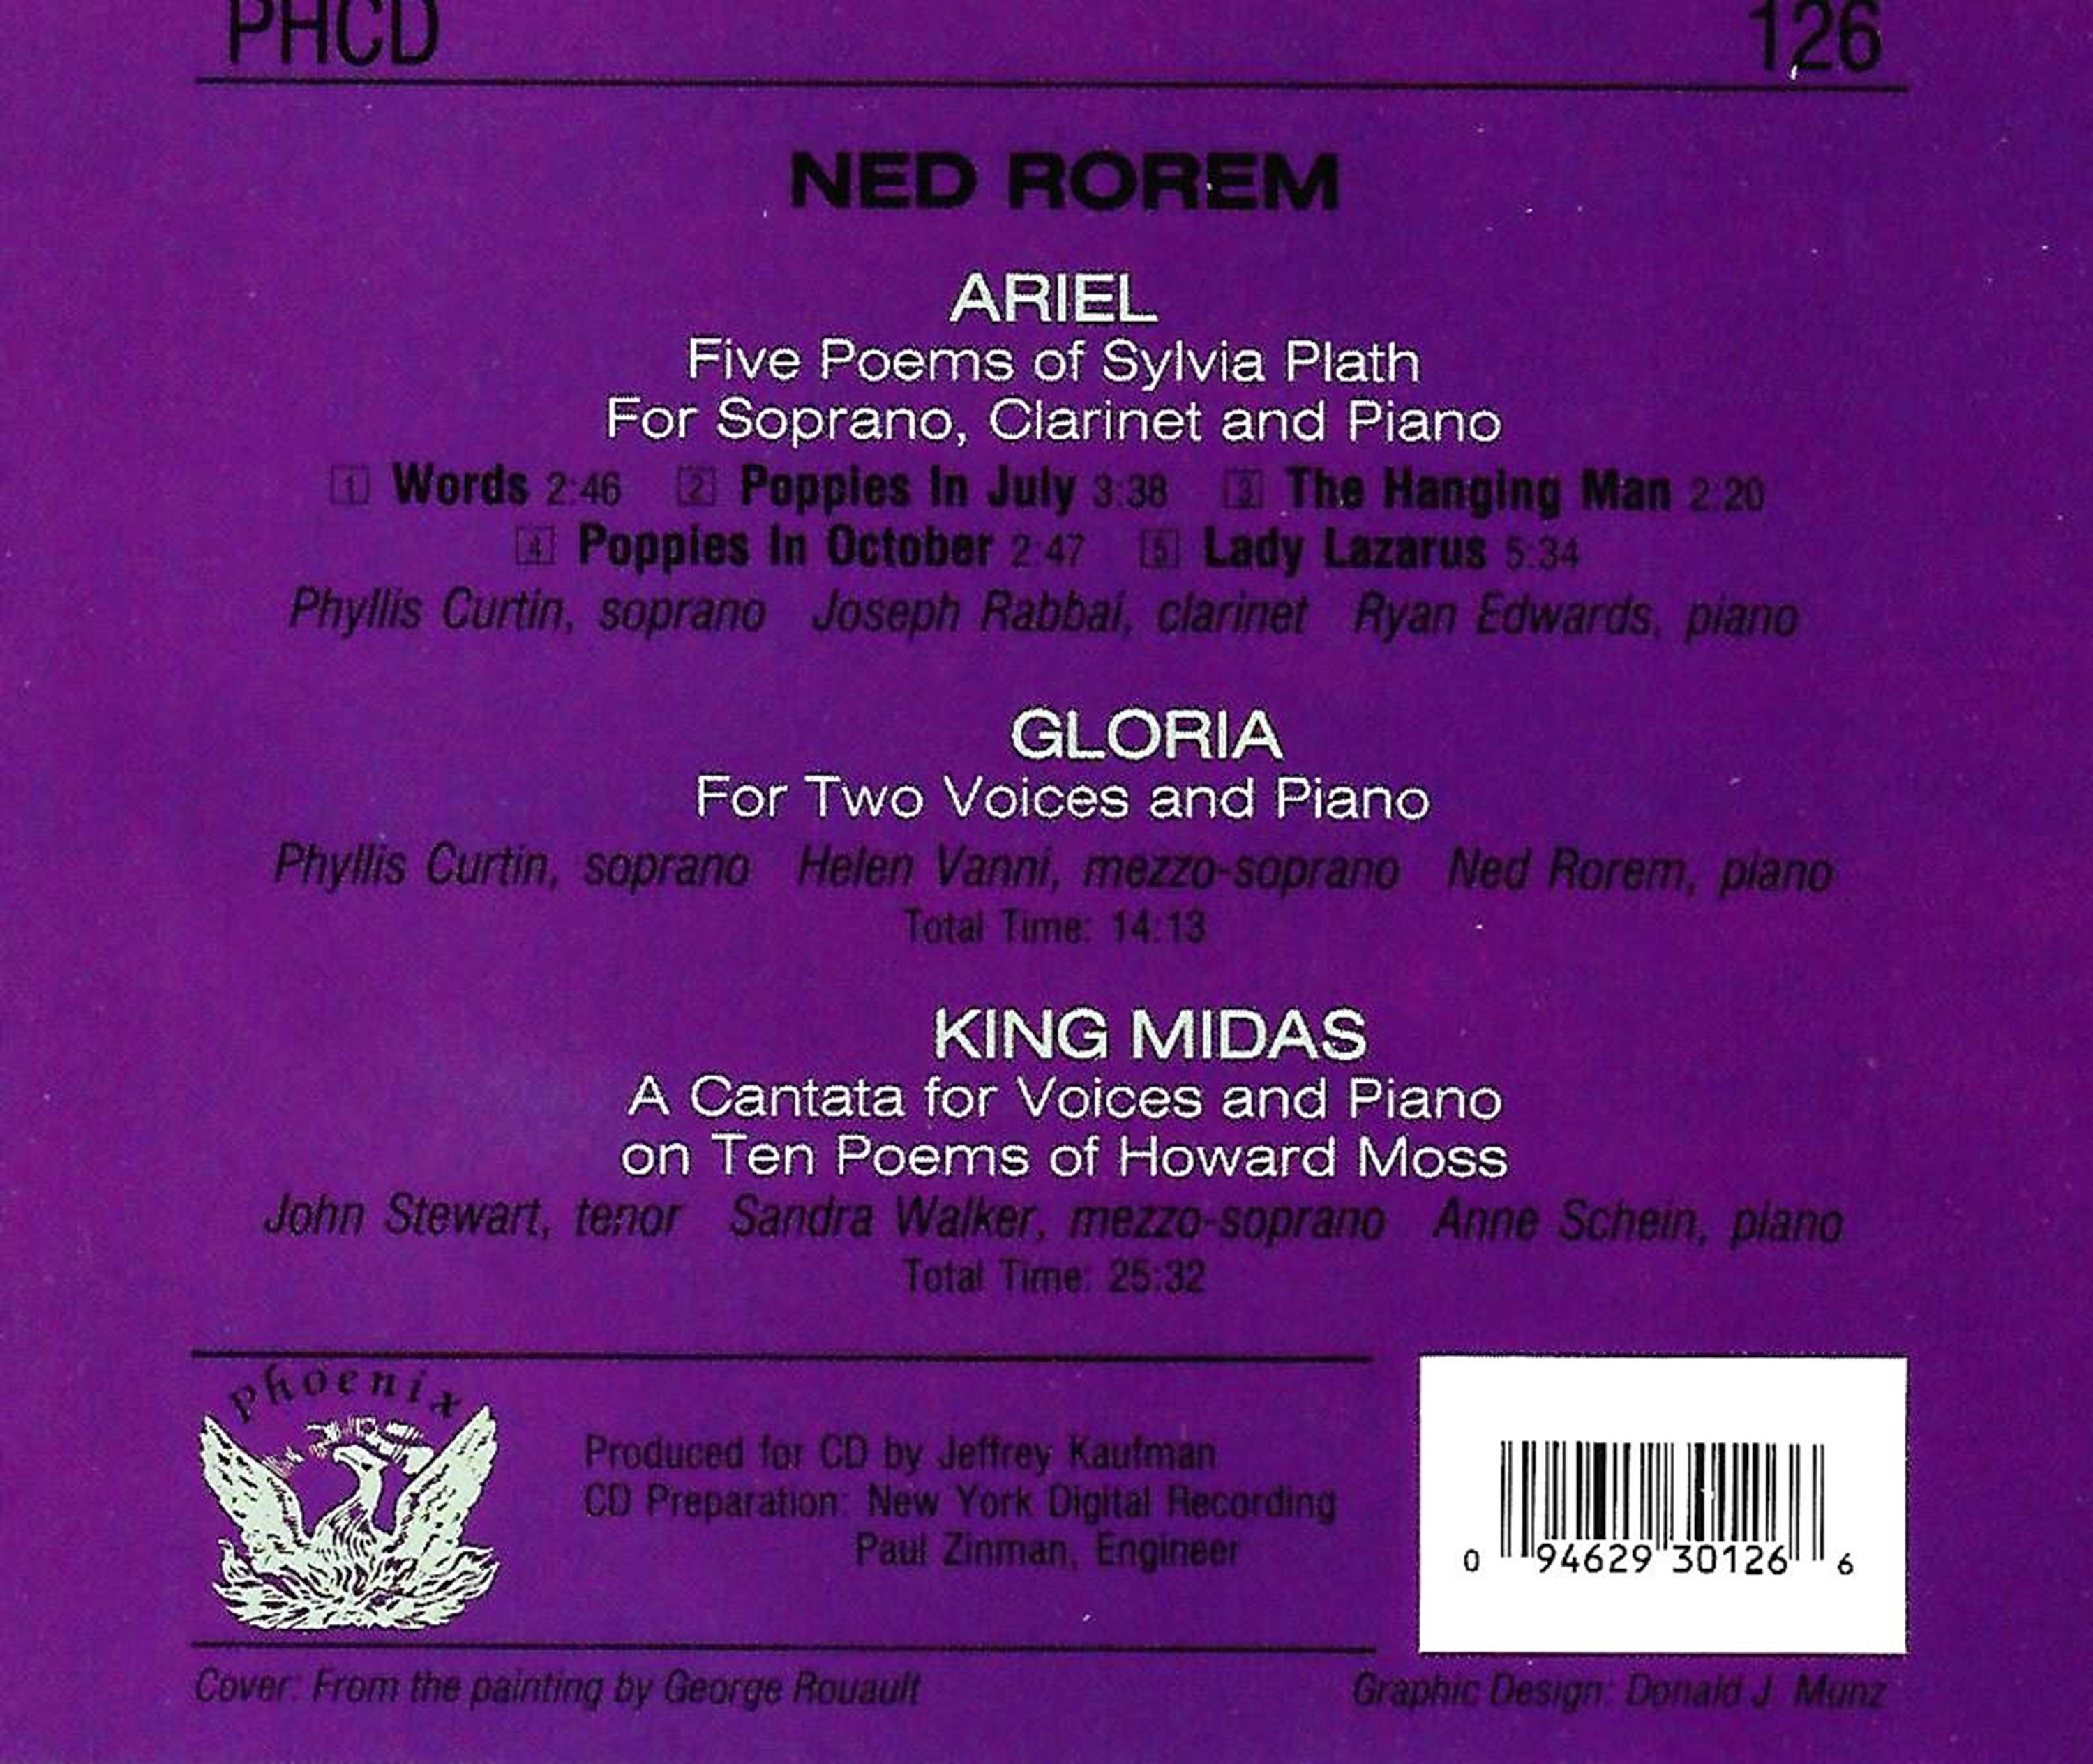 PHCD 126
NED ROREM
ARIEL
Five Poems of Sylvia Plath
For Soprano, Clarinet and Piano
1 Words 2:46 2 Poppies In July 3:38 3 The Hanging Man 2:20
4 Poppies In October 2:47 5 Lady Lazarus 5:34
Phyllis Curtin, soprano Joseph Rabbai, clarinet Ryan Edwards, piano
GLORIA
For Two Voices and Piano
Phyllis Curtin, soprano Helen Vanni, mezzo-soprano Ned Rorem, piano
Total Time: 14:13
KING MIDAS
A Cantata for Voices and Piano
on Ten Poems of Howard Moss
John Stewart, tenor Sandra Walker, mezzo-soprano Anne Schein, piano
Total Time: 25:32
Phoenix
Produced for CD by Jeffrey Kaufman
CD Preparation: New York Digital Recording
Paul Zinman, Engineer
0 94629 30126 6
Cover: From the painting by George Rouault
Graphic Design: Donald J. Munz